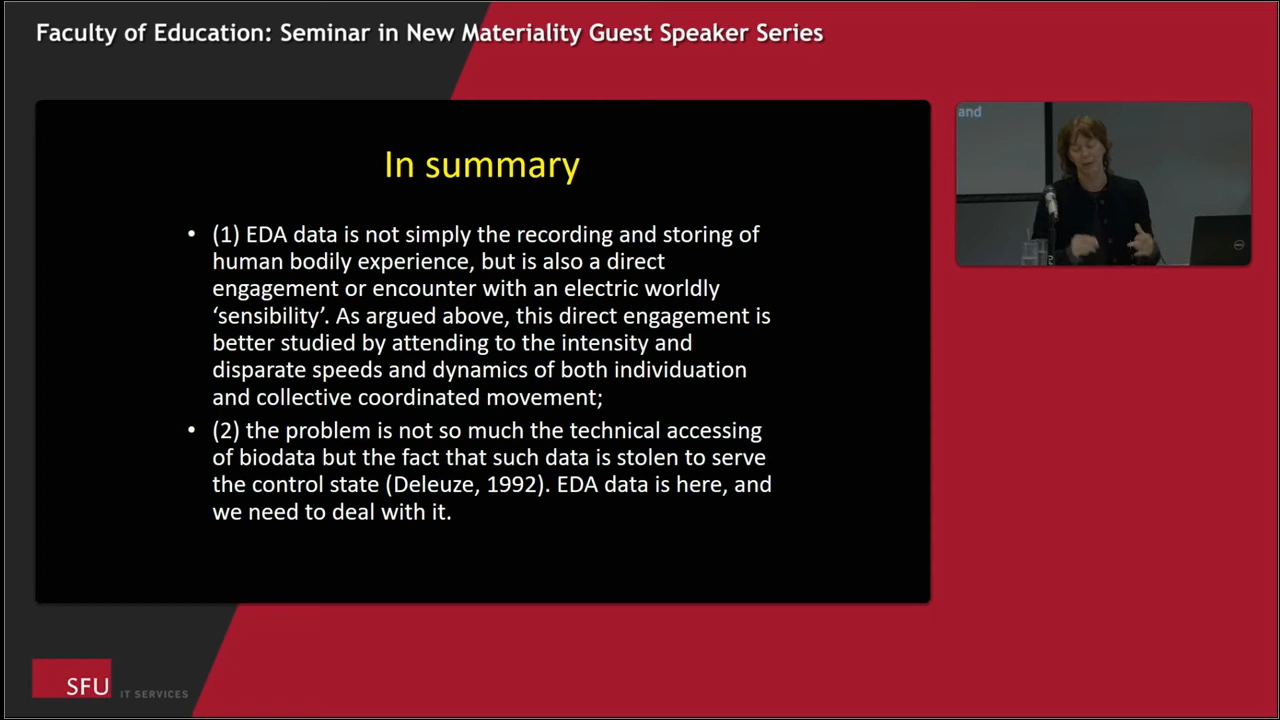 Faculty of Education: Seminar in New Materiality Guest Speaker Series
and
In summary
• (1) EDA data is not simply the recording and storing of
human bodily experience, but is also a direct
engagement or encounter with an electric worldly
‘sensibility’. As argued above, this direct engagement is
better studied by attending to the intensity and
disparate speeds and dynamics of both individuation
and collective coordinated movement;
• (2) the problem is not so much the technical accessing
of biodata but the fact that such data is stolen to serve
the control state (Deleuze, 1992). EDA data is here, and
we need to deal with it.
SFU IT SERVICES